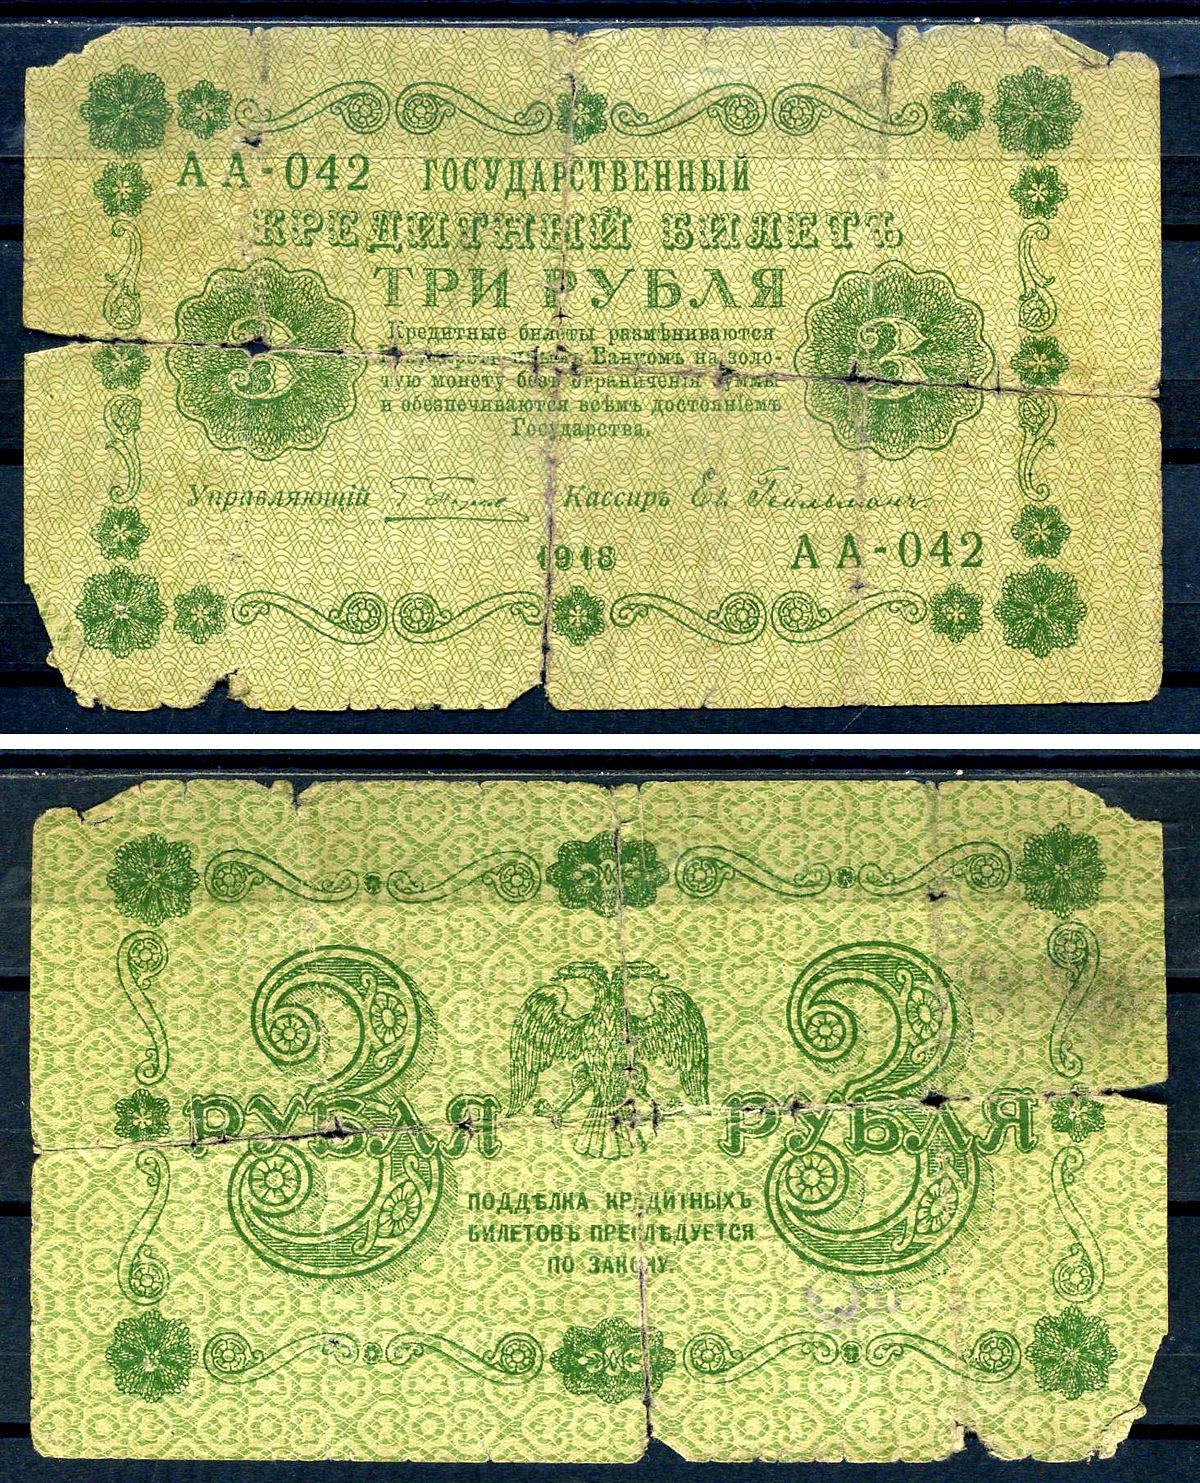 АА-042 ГОСУДАРСТВЕННЫЙ
КРЕДИТНЫЙ БИЛЕТЪ
ТРИ РУБЛЯ
3 3
Кредитные билеты размѣниваются
Банкомъ на золо-
тую монету безъ ограниченія суммы
и обезпечиваются всѣмъ достояніемъ
Государства.
Управляющій Кассиръ Ев. Гейльман
1918
АА-042
3 3
РУБЛЯ РУБЛЯ
ПОДДѢЛКА КРЕДИТНЫХЪ
БИЛЕТОВЪ ПРЕСЛѢДУЕТСЯ
ПО ЗАКОНУ.